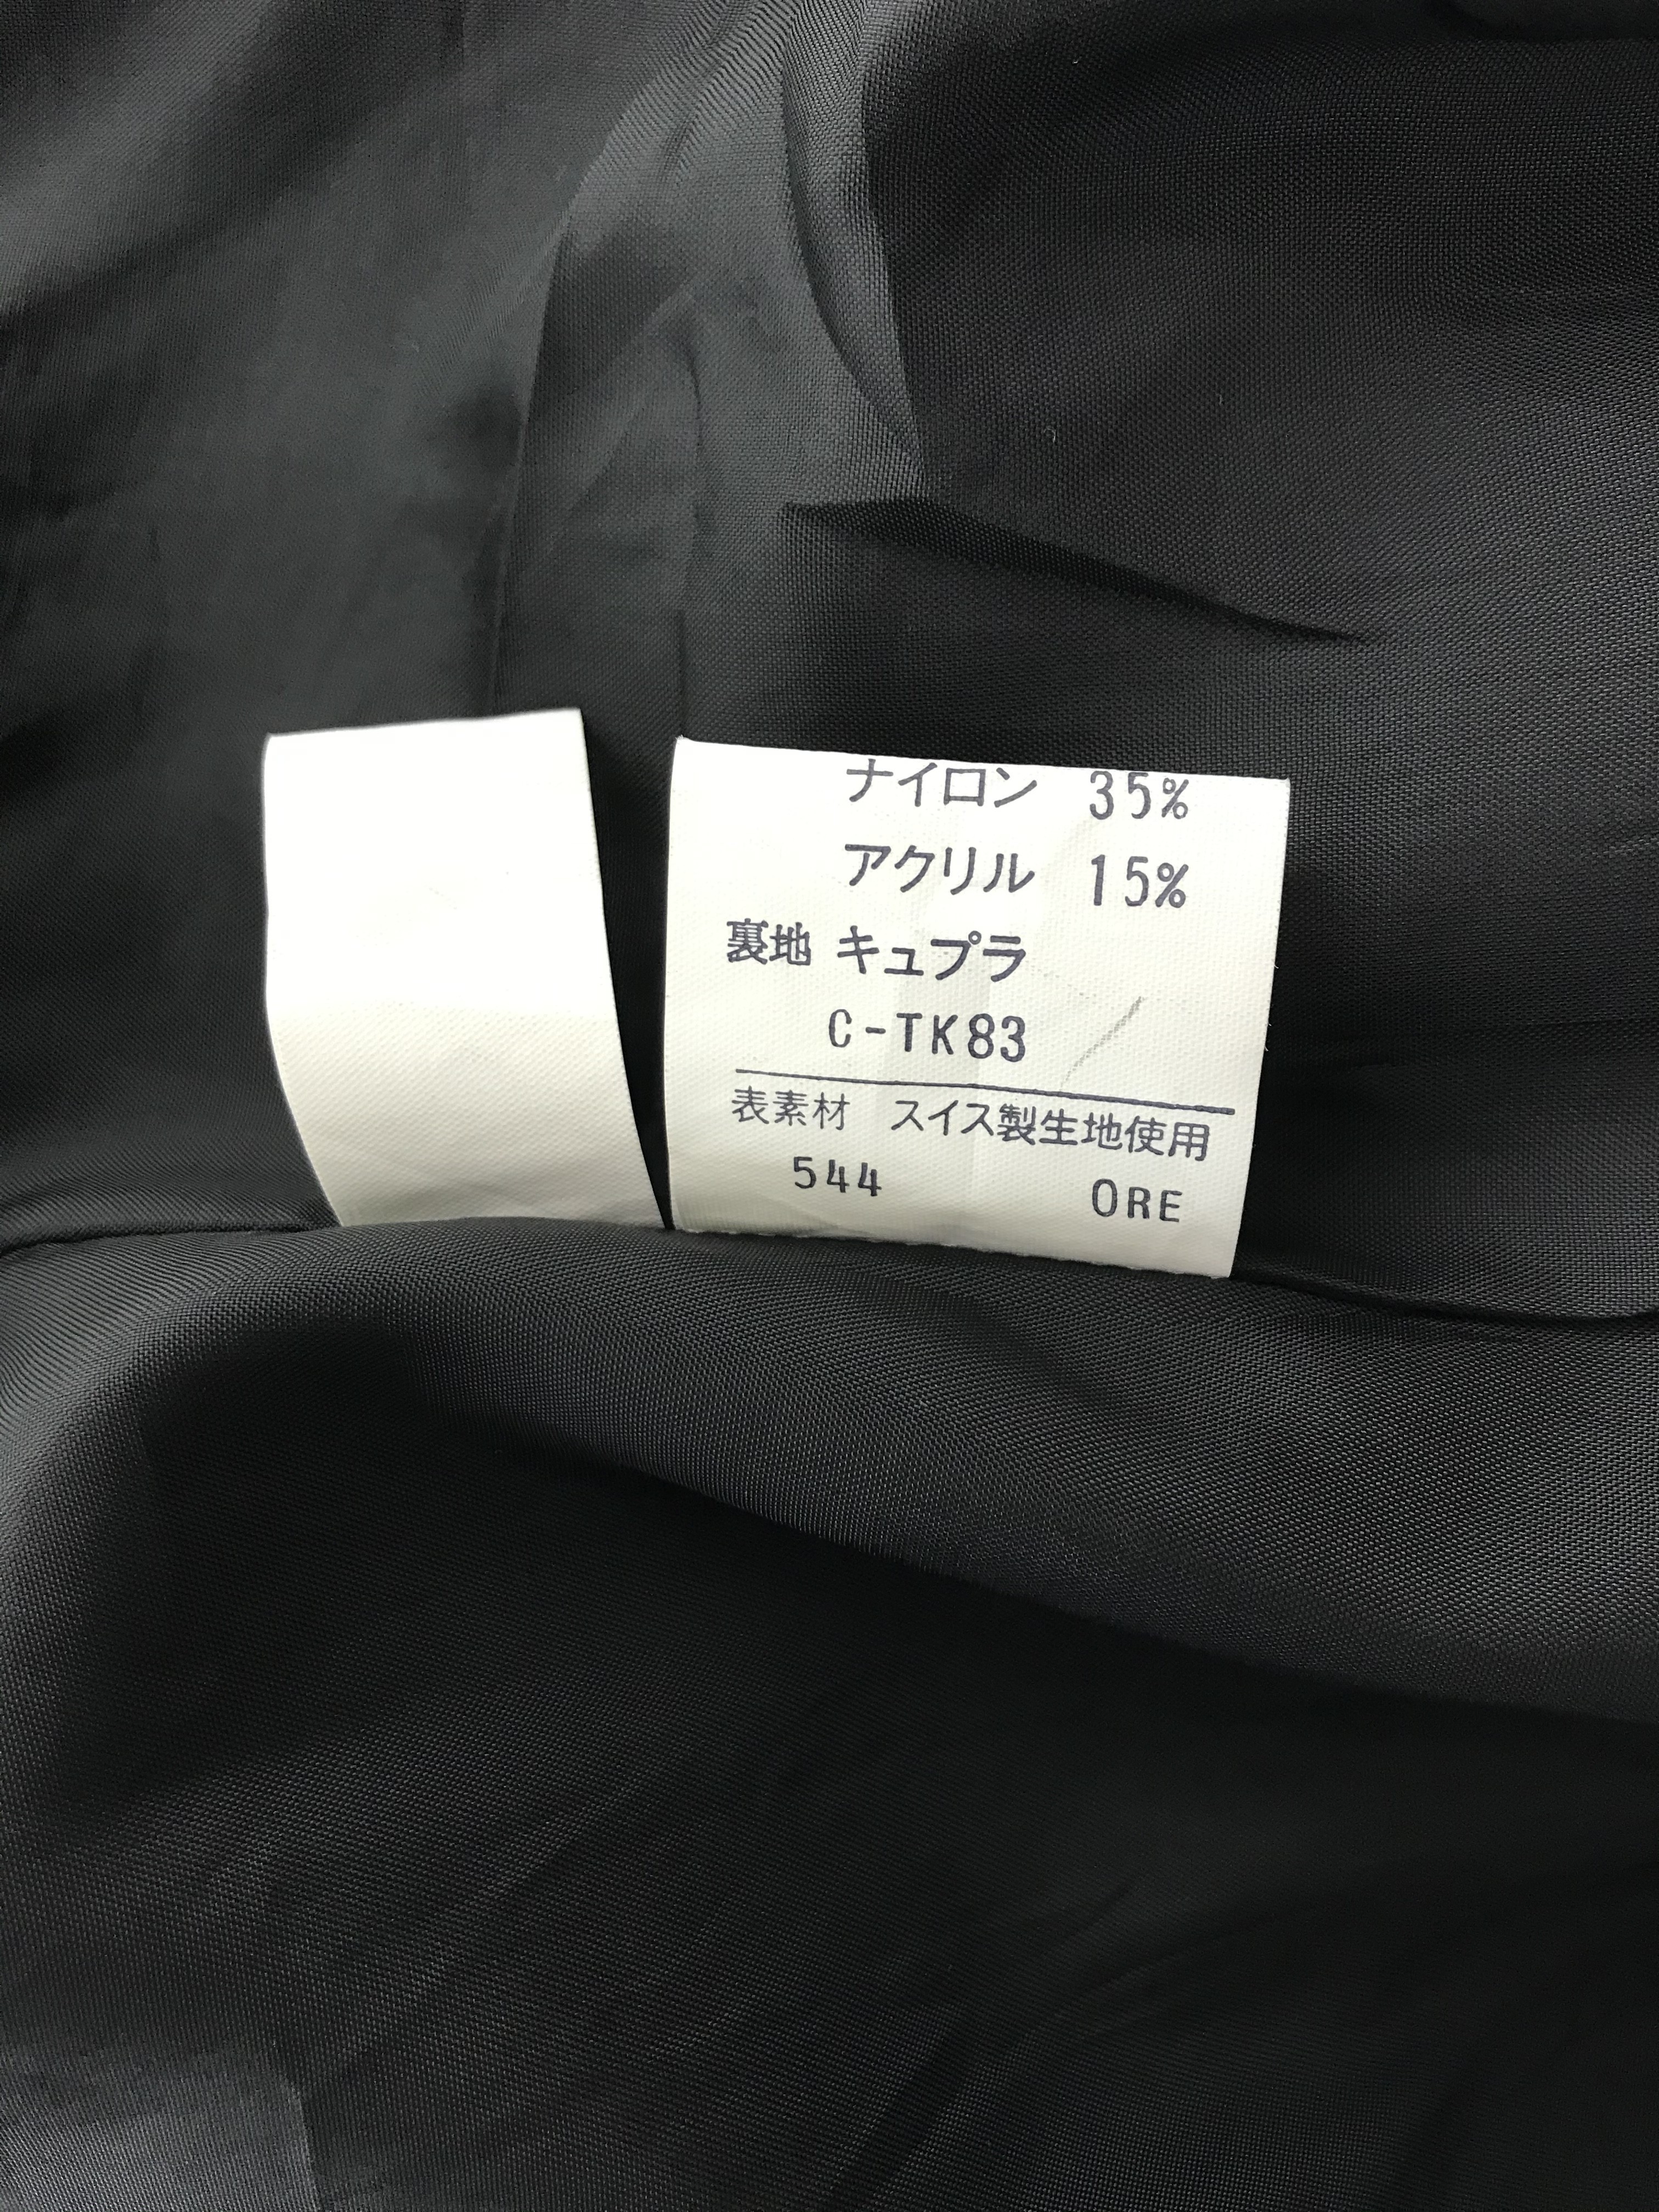 ナイロン 35%
アクリル 15%
裏地 キュプラ
C-TK83
表素材 スイス製生地使用
544 ORE